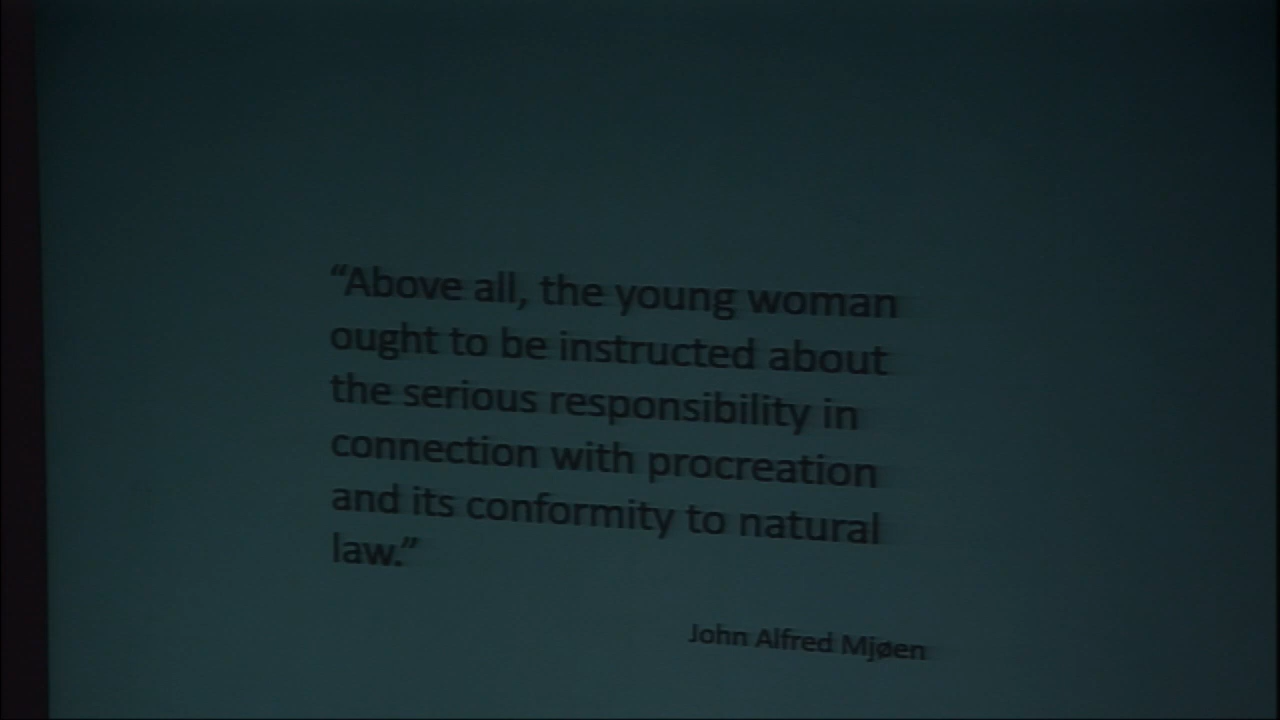 “Above all, the young woman
ought to be instructed about
the serious responsibility in
connection with procreation
and its conformity to natural
law.”
John Alfred Mjøen